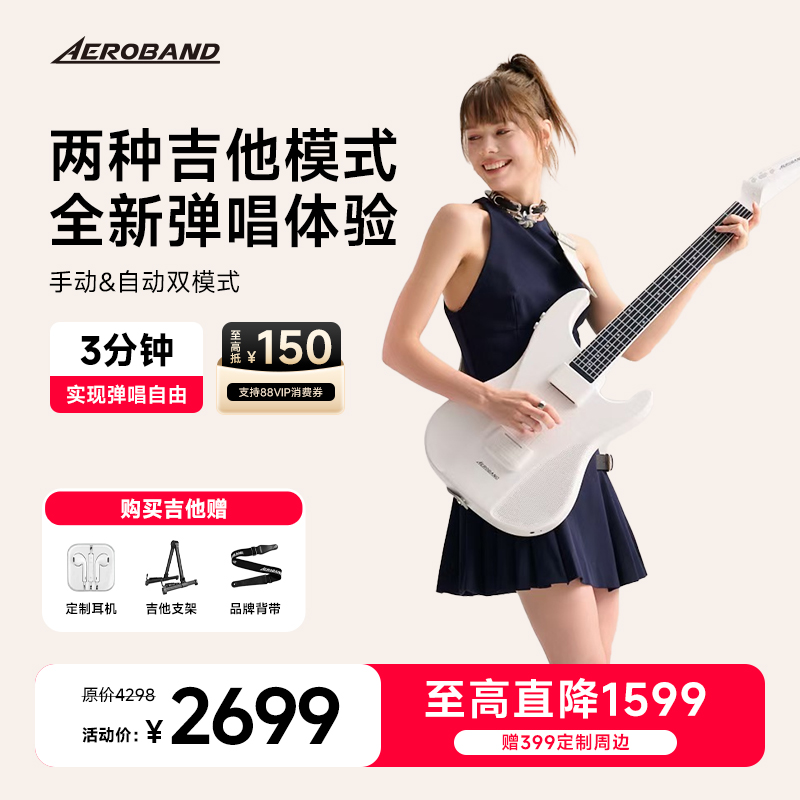 AEROBAND
两种吉他模式
全新弹唱体验
手动&自动双模式
3分钟
实现弹唱自由
至高抵 ¥150
支持88VIP消费券
AEROBAND
AEROBAND
购买吉他赠
定制耳机 吉他支架 品牌背带
原价4298
活动价：¥2699
至高直降1599
赠399定制周边